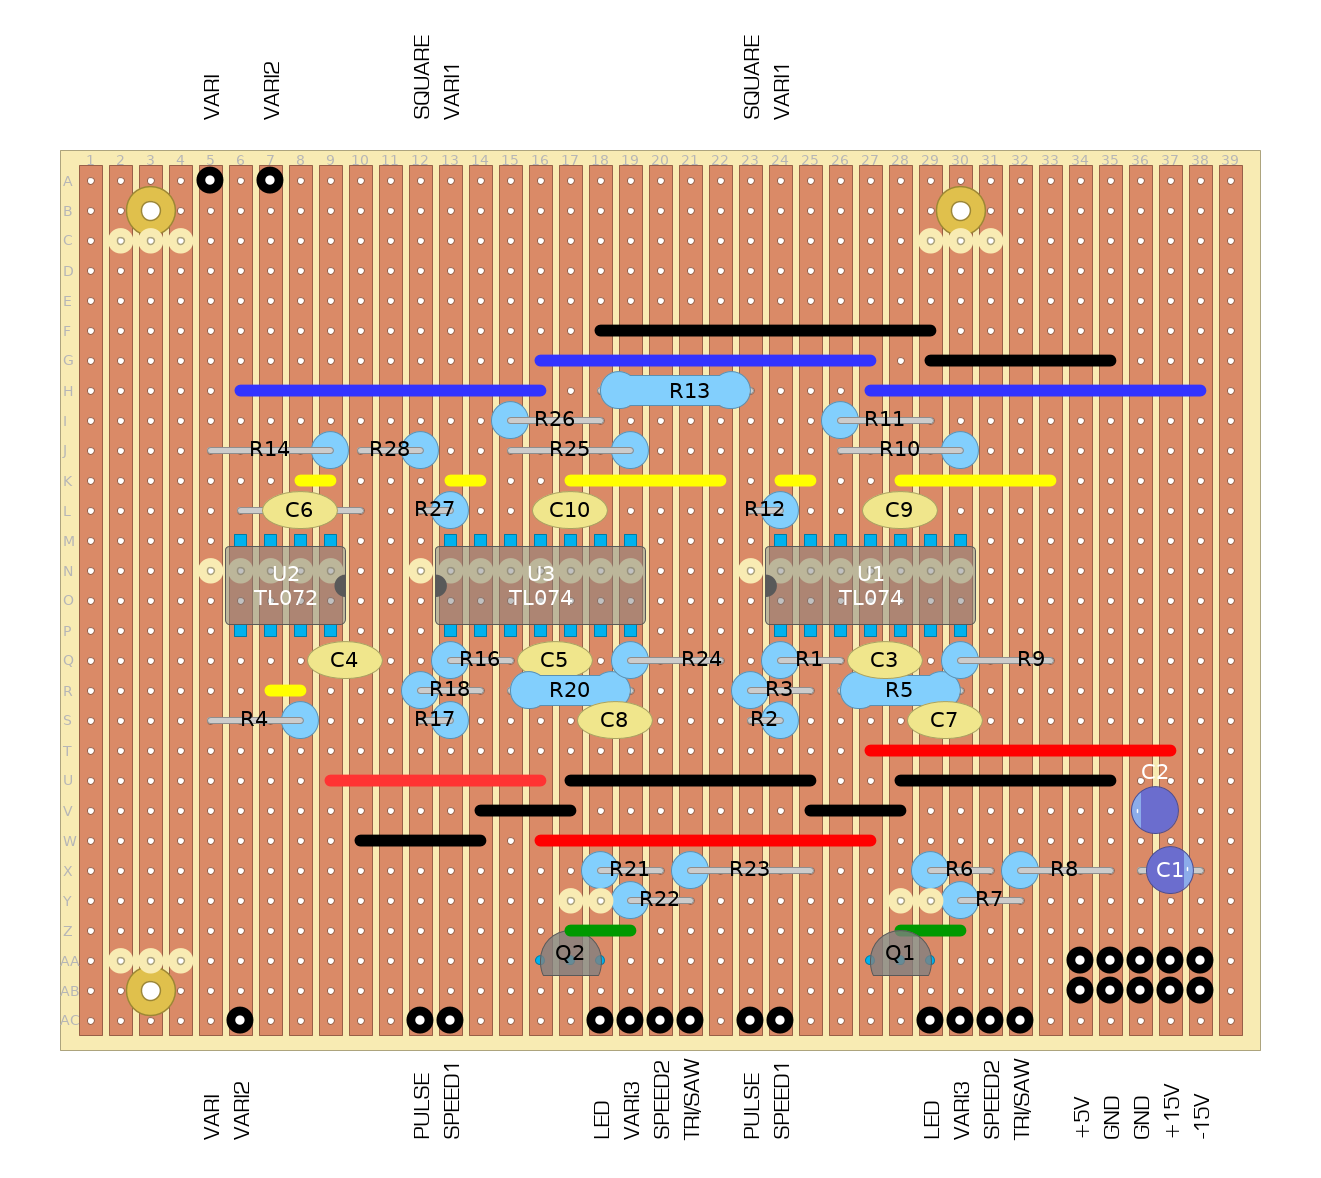 VARI VARI2 SQUARE VARI1 SQUARE VARI1
1 2 3 4 5 6 7 8 9 10 11 12 13 14 15 16 17 18 19 20 21 22 23 24 25 26 27 28 29 30 31 32 33 34 35 36 37 38 39
A
B
C
D
E
F
G
H R13
I R26 R11
J R14 R28 R25 R10
K
L C6 R27 C10 R12 C9
M
N U2 U3 U1
O TL072 TL074 TL074
P
Q C4 R16 C5 R24 R1 C3 R9
R R18 R20 R3 R5
S R4 R17 C8 R2 C7
T
C2
U
V
W
X R21 R23 R6 R8 C1
Y R22 R7
Z
AA Q2 Q1
AB
AC
VARI VARI2 PULSE SPEED1 LED VARI3 SPEED2 TRI/SAW PULSE SPEED1 LED VARI3 SPEED2 TRI/SAW +5V GND GND +15V -15V